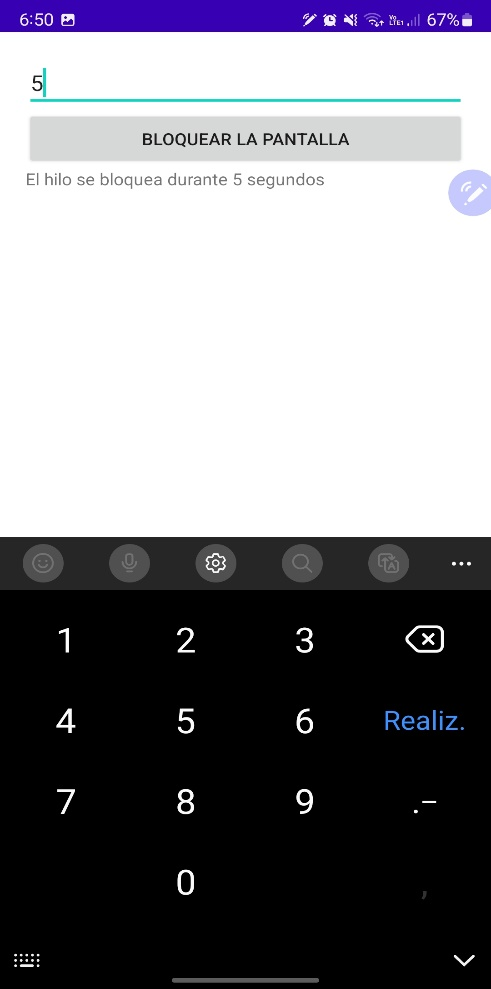 6:50 67%
5
BLOQUEAR LA PANTALLA
El hilo se bloquea durante 5 segundos
1 2 3
4 5 6 Realiz.
7 8 9 .–
0 ,